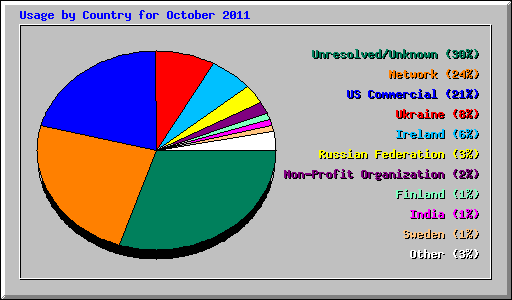 Usage by Country for October 2011
Unresolved/Unknown (30%)
Network (24%)
US Commercial (21%)
Ukraine (8%)
Ireland (6%)
Russian Federation (3%)
Non-Profit Organization (2%)
Finland (1%)
India (1%)
Sweden (1%)
Other (3%)